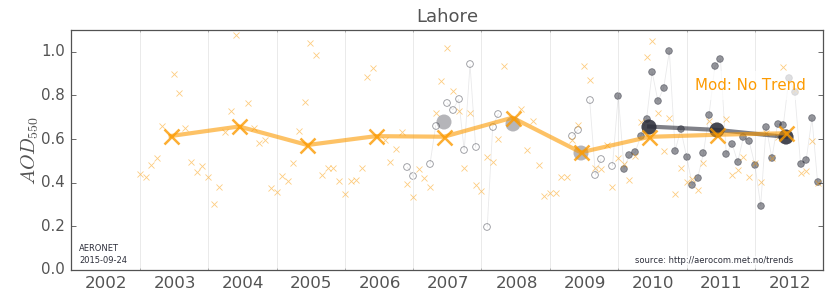 Lahore
1.0
0.8
0.6
0.4
0.2
0.0
AOD550
Mod: No Trend
AERONET
2015-09-24
source: http://aerocom.met.no/trends
2002 2003 2004 2005 2006 2007 2008 2009 2010 2011 2012